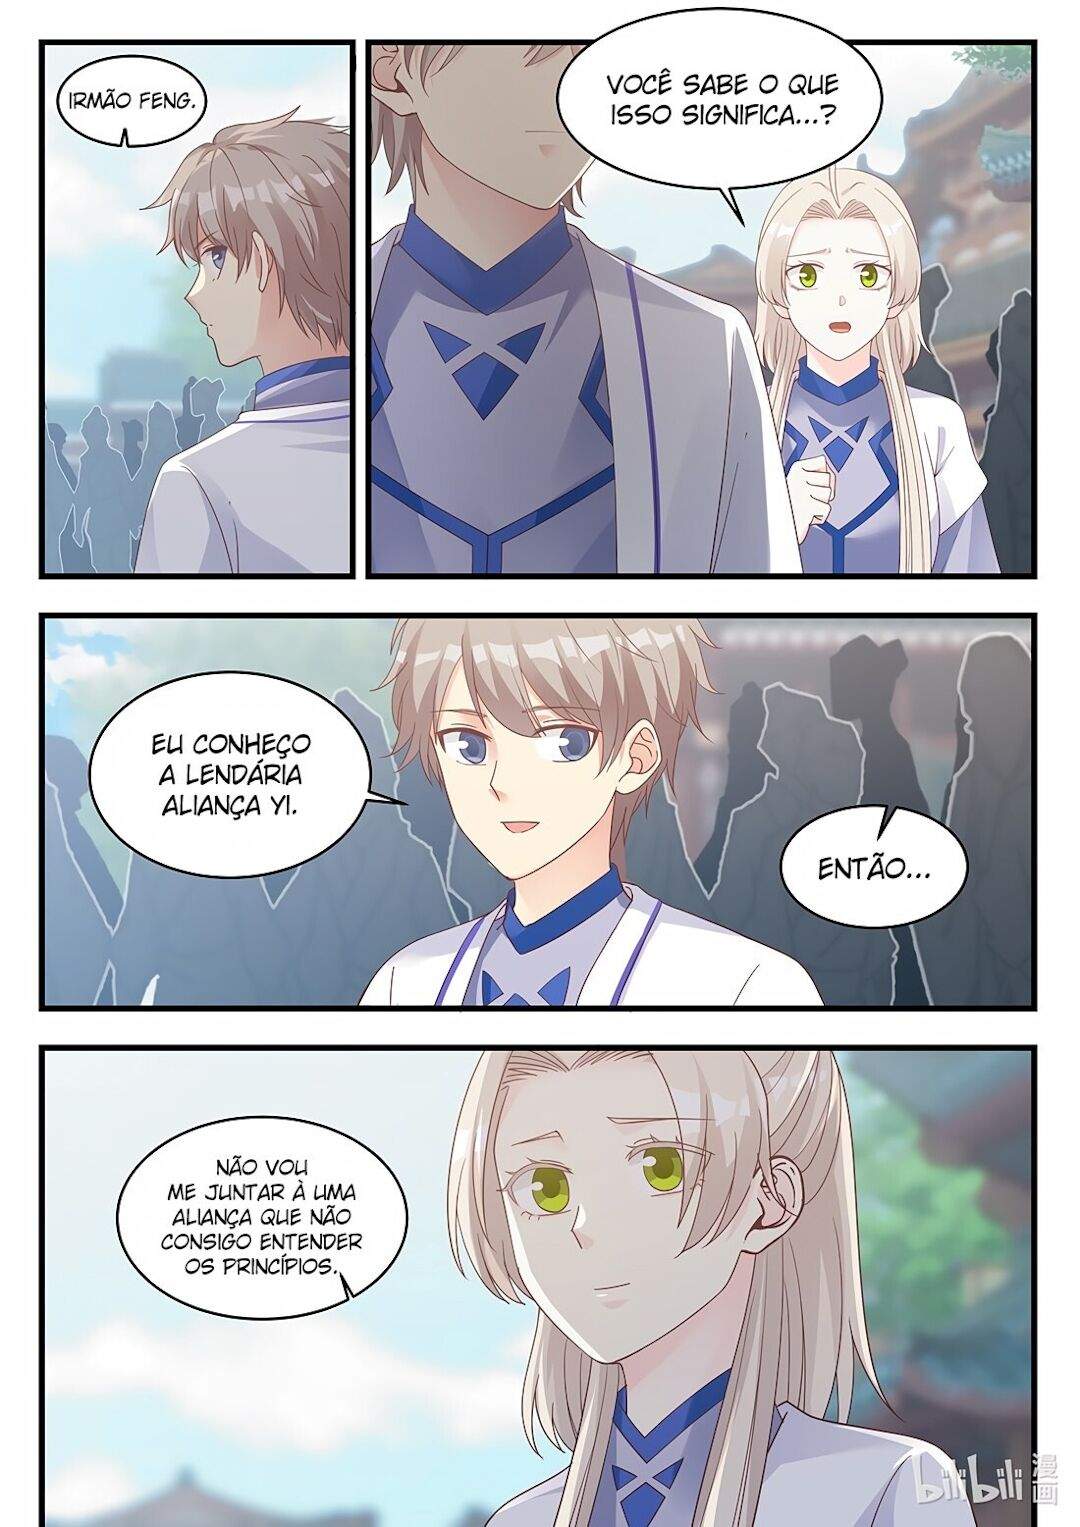 IRMÃO FENG.
VOCÊ SABE O QUE
ISSO SIGNIFICA...?
EU CONHEÇO
A LENDÁRIA
ALIANÇA YI.
ENTÃO...
NÃO VOU
ME JUNTAR À UMA
ALIANÇA QUE NÃO
CONSIGO ENTENDER
OS PRINCÍPIOS.
bilibili
漫画